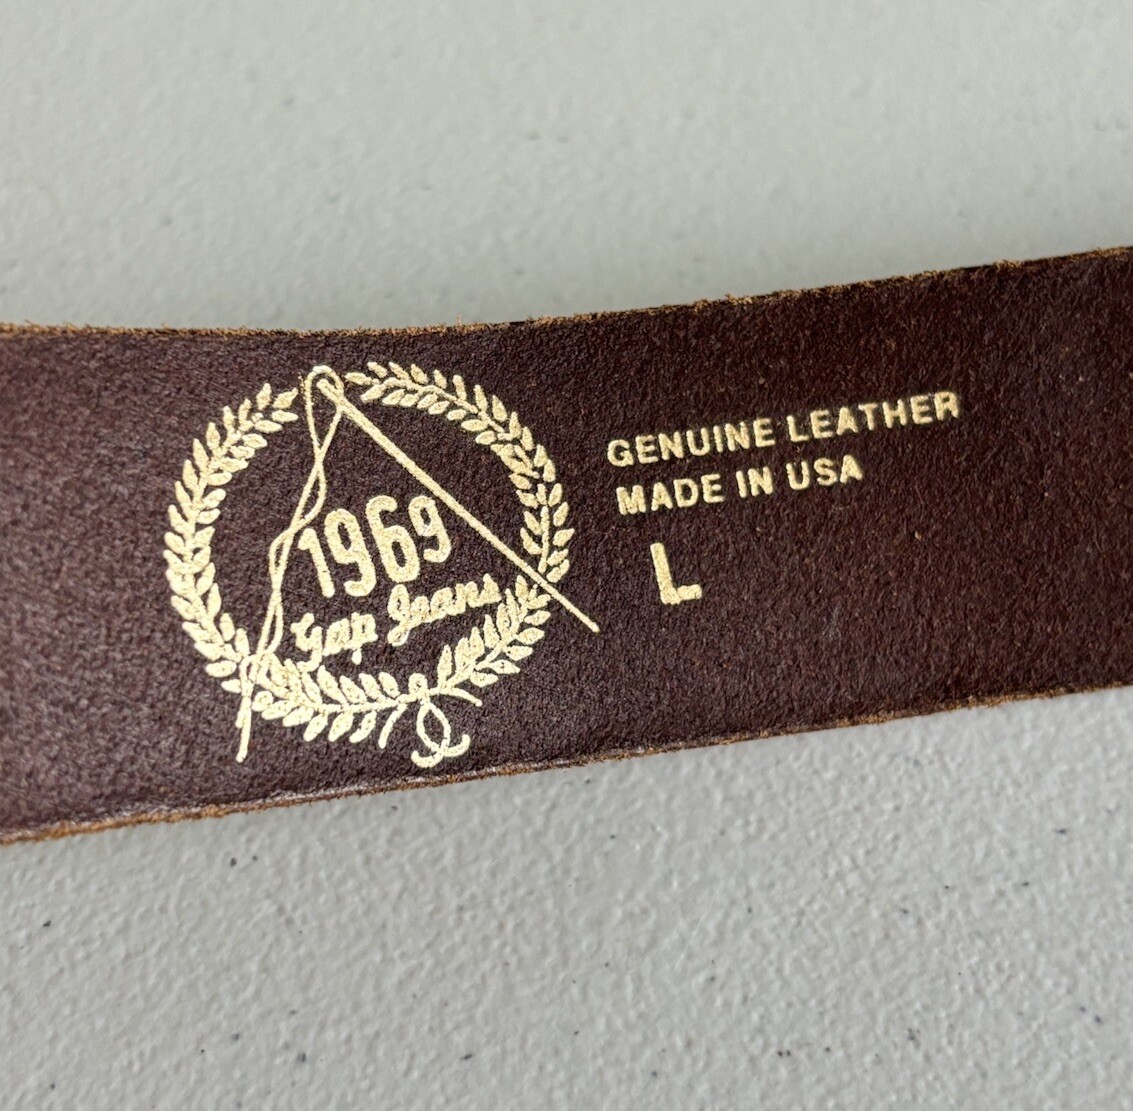 1969
Gap Jeans
GENUINE LEATHER
MADE IN USA
L